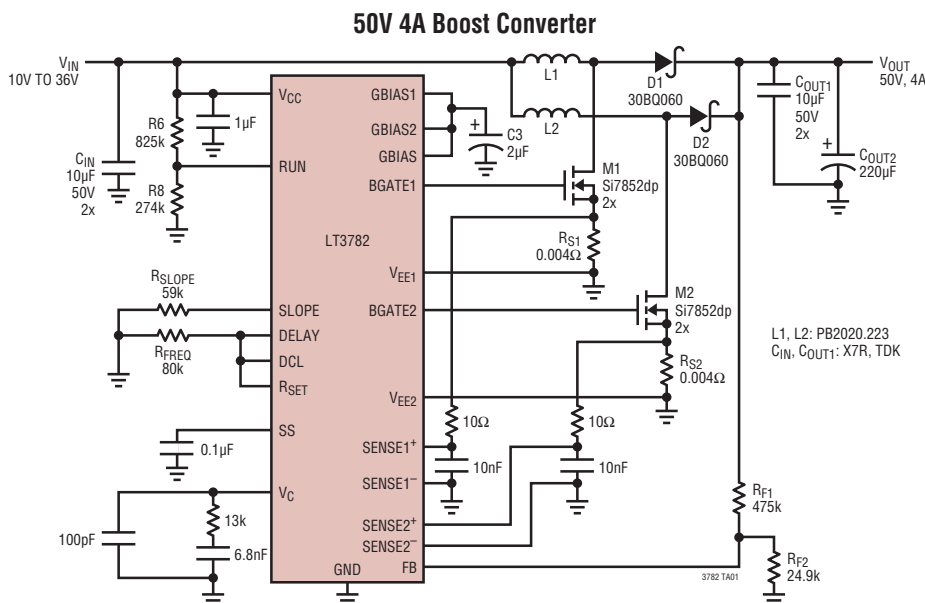 50V 4A Boost Converter
VIN
10V TO 36V
CIN
10µF
50V
2x
R6
825k
R8
274k
1µF
VCC
RUN
LT3782
GBIAS1
GBIAS2
GBIAS
BGATE1
VEE1
BGATE2
VEE2
SENSE1+
SENSE1–
SENSE2+
SENSE2–
FB
GND
SLOPE
DELAY
DCL
RSET
SS
VC
RSLOPE
59k
RFREQ
80k
0.1µF
100pF
13k
6.8nF
C3
2µF
+
L1
L2
D1
30BQ060
D2
30BQ060
M1
Si7852dp
2x
RS1
0.004Ω
M2
Si7852dp
2x
RS2
0.004Ω
10Ω
10nF
10Ω
10nF
VOUT
50V, 4A
COUT1
10µF
50V
2x
+
COUT2
220µF
L1, L2: PB2020.223
CIN, COUT1: X7R, TDK
RF1
475k
RF2
24.9k
3782 TA01